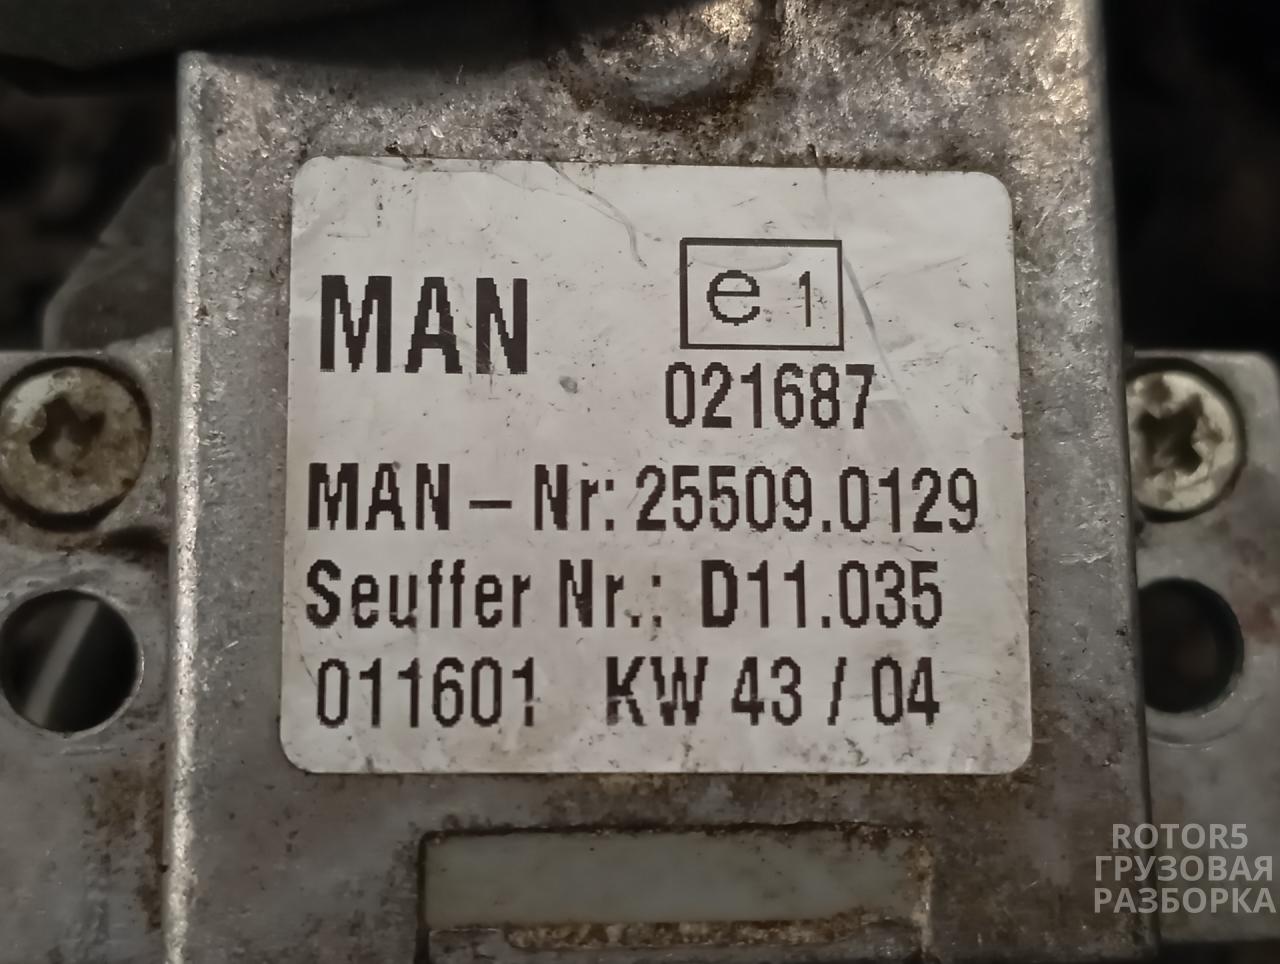 MAN e 1
021687
MAN – Nr: 25509.0129
Seuffer Nr.: D11.035
011601 KW 43 / 04
ROTOR5
ГРУЗОВАЯ
РАЗБОРКА